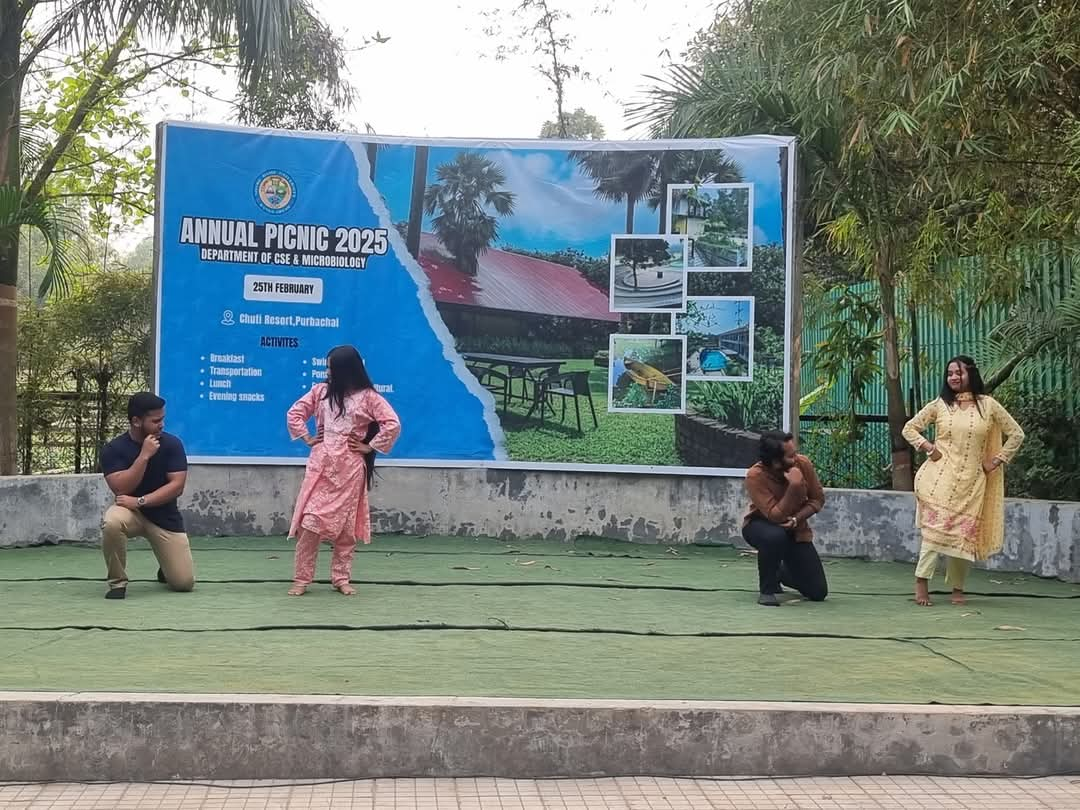 ANNUAL PICNIC 2025
DEPARTMENT OF CSE & MICROBIOLOGY
25TH FEBRUARY
Chuti Resort,Purbachal
ACTIVITES
Breakfast
Transportation
Lunch
Evening snacks